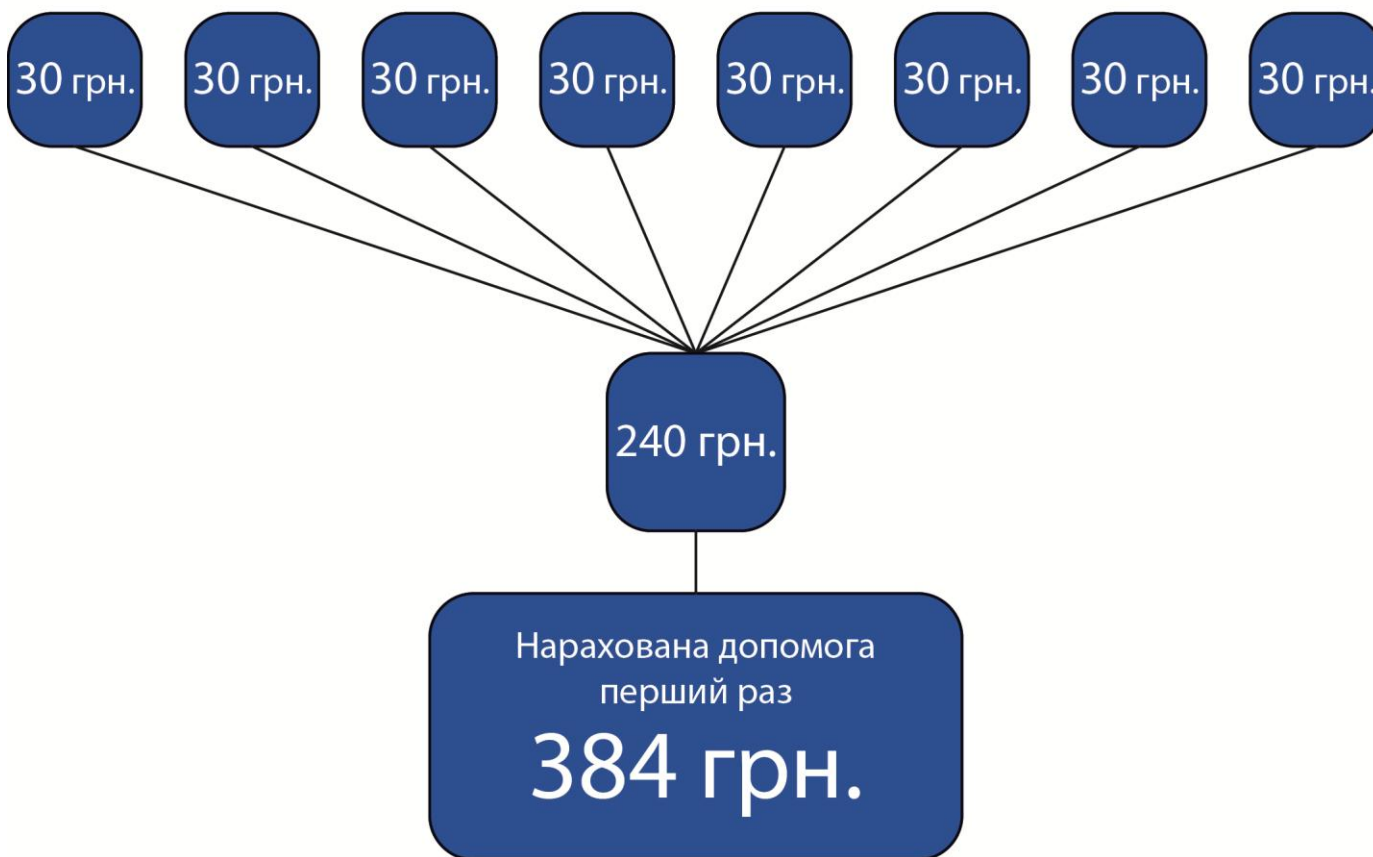 30 грн. 30 грн. 30 грн. 30 грн. 30 грн. 30 грн. 30 грн. 30 грн.
240 грн.
Нарахована допомога
перший раз
384 грн.